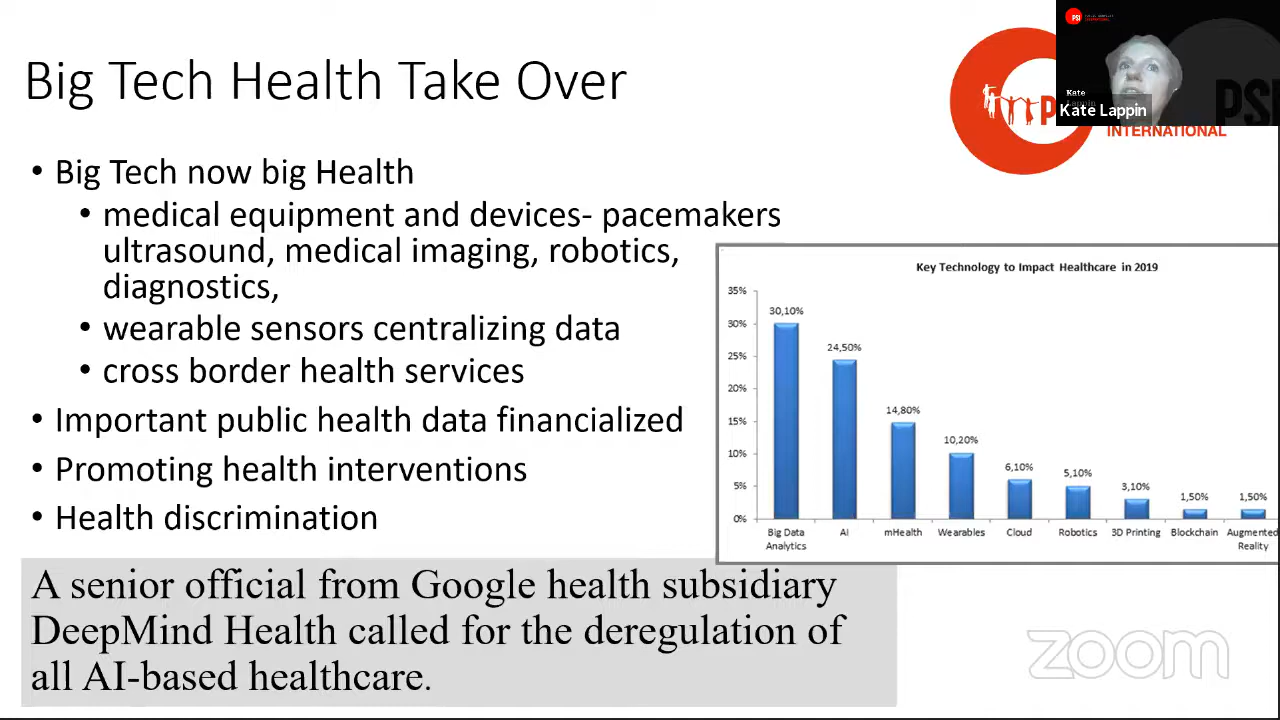 Big Tech Health Take Over
• Big Tech now big Health
• medical equipment and devices- pacemakers
ultrasound, medical imaging, robotics,
diagnostics,
• wearable sensors centralizing data
• cross border health services
• Important public health data financialized
• Promoting health interventions
• Health discrimination
A senior official from Google health subsidiary
DeepMind Health called for the deregulation of
all AI-based healthcare.
PSI
INTERNATIONAL
Kate
Lappin
Kate Lappin
PSI
INTERNATIONAL
Key Technology to Impact Healthcare in 2019
35%
30%
25%
20%
15%
10%
5%
0%
30,10%
24,50%
14,80%
10,20%
6,10%
5,10%
3,10%
1,50%
1,50%
Big Data
Analytics
AI
mHealth
Wearables
Cloud
Robotics
3D Printing
Blockchain
Augmented
Reality
zoom